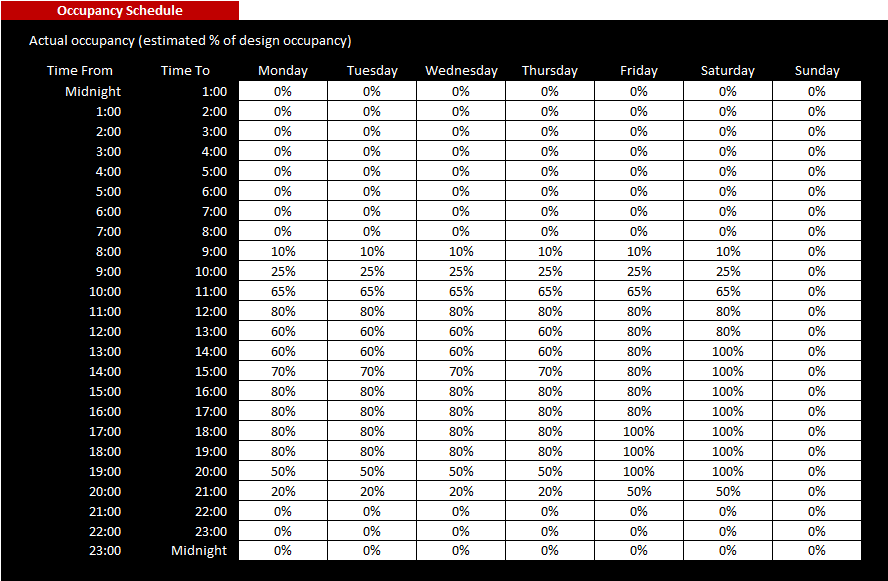 Occupancy Schedule
Actual occupancy (estimated % of design occupancy)
Time From Time To Monday Tuesday Wednesday Thursday Friday Saturday Sunday
Midnight 1:00 0% 0% 0% 0% 0% 0% 0%
1:00 2:00 0% 0% 0% 0% 0% 0% 0%
2:00 3:00 0% 0% 0% 0% 0% 0% 0%
3:00 4:00 0% 0% 0% 0% 0% 0% 0%
4:00 5:00 0% 0% 0% 0% 0% 0% 0%
5:00 6:00 0% 0% 0% 0% 0% 0% 0%
6:00 7:00 0% 0% 0% 0% 0% 0% 0%
7:00 8:00 0% 0% 0% 0% 0% 0% 0%
8:00 9:00 10% 10% 10% 10% 10% 10% 0%
9:00 10:00 25% 25% 25% 25% 25% 25% 0%
10:00 11:00 65% 65% 65% 65% 65% 65% 0%
11:00 12:00 80% 80% 80% 80% 80% 80% 0%
12:00 13:00 60% 60% 60% 60% 80% 80% 0%
13:00 14:00 60% 60% 60% 60% 80% 100% 0%
14:00 15:00 70% 70% 70% 70% 80% 100% 0%
15:00 16:00 80% 80% 80% 80% 80% 100% 0%
16:00 17:00 80% 80% 80% 80% 80% 100% 0%
17:00 18:00 80% 80% 80% 80% 100% 100% 0%
18:00 19:00 80% 80% 80% 80% 100% 100% 0%
19:00 20:00 50% 50% 50% 50% 100% 100% 0%
20:00 21:00 20% 20% 20% 20% 50% 50% 0%
21:00 22:00 0% 0% 0% 0% 0% 0% 0%
22:00 23:00 0% 0% 0% 0% 0% 0% 0%
23:00 Midnight 0% 0% 0% 0% 0% 0% 0%